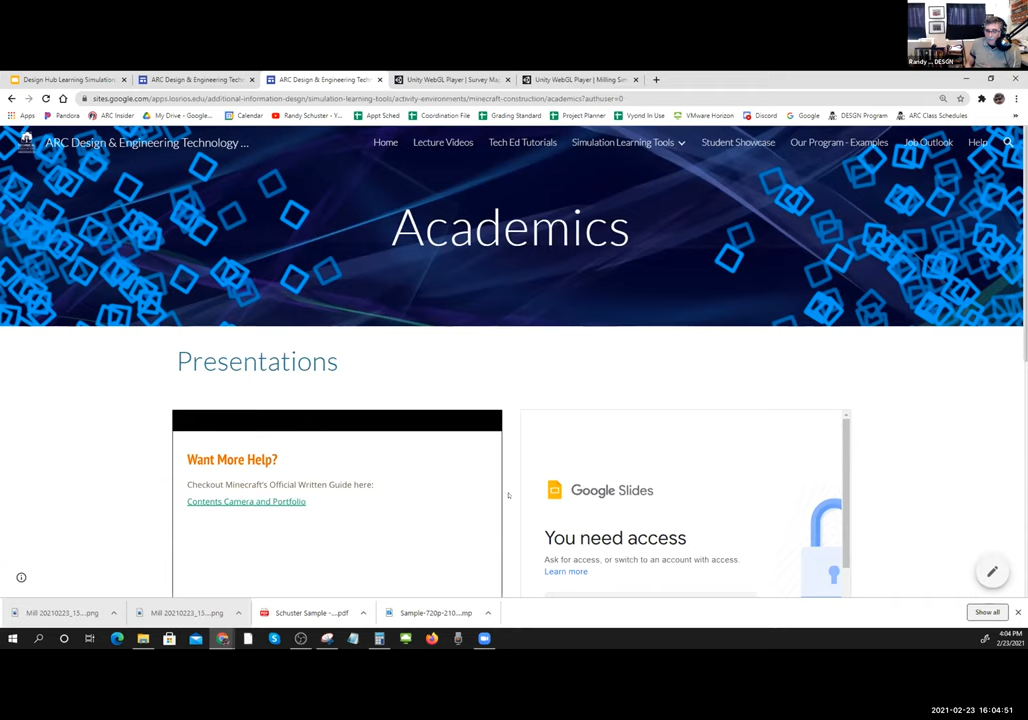 Randy ... DESGN
Design Hub Learning Simulation
ARC Design & Engineering Techn
ARC Design & Engineering Techn
Unity WebGL Player | Survey Ma
Unity WebGL Player | Milling Sim
sites.google.com/apps.losrios.edu/additional-information-desgn/simulation-learning-tools/activity-environments/minecraft-construction/academics?authuser=0
Apps
Pandora
ARC Insider
My Drive - Google...
Calendar
Randy Schuster - Y...
Appt Sched
Coordination File
Grading Standard
Project Planner
Vyond In Use
VMware Horizon
Discord
Google
DESGN Program
ARC Class Schedules
ARC Design & Engineering Technology ...
Home
Lecture Videos
Tech Ed Tutorials
Simulation Learning Tools
Student Showcase
Our Program - Examples
Job Outlook
Help
Academics
Presentations
Want More Help?
Checkout Minecraft's Official Written Guide here:
Contents Camera and Portfolio
Google Slides
You need access
Ask for access, or switch to an account with access.
Learn more
Mill 20210223_15....png
Mill 20210223_15....png
Schuster Sample -....pdf
Sample-720p-210....mp
Show all
4:04 PM
2/23/2021
2021-02-23 16:04:51